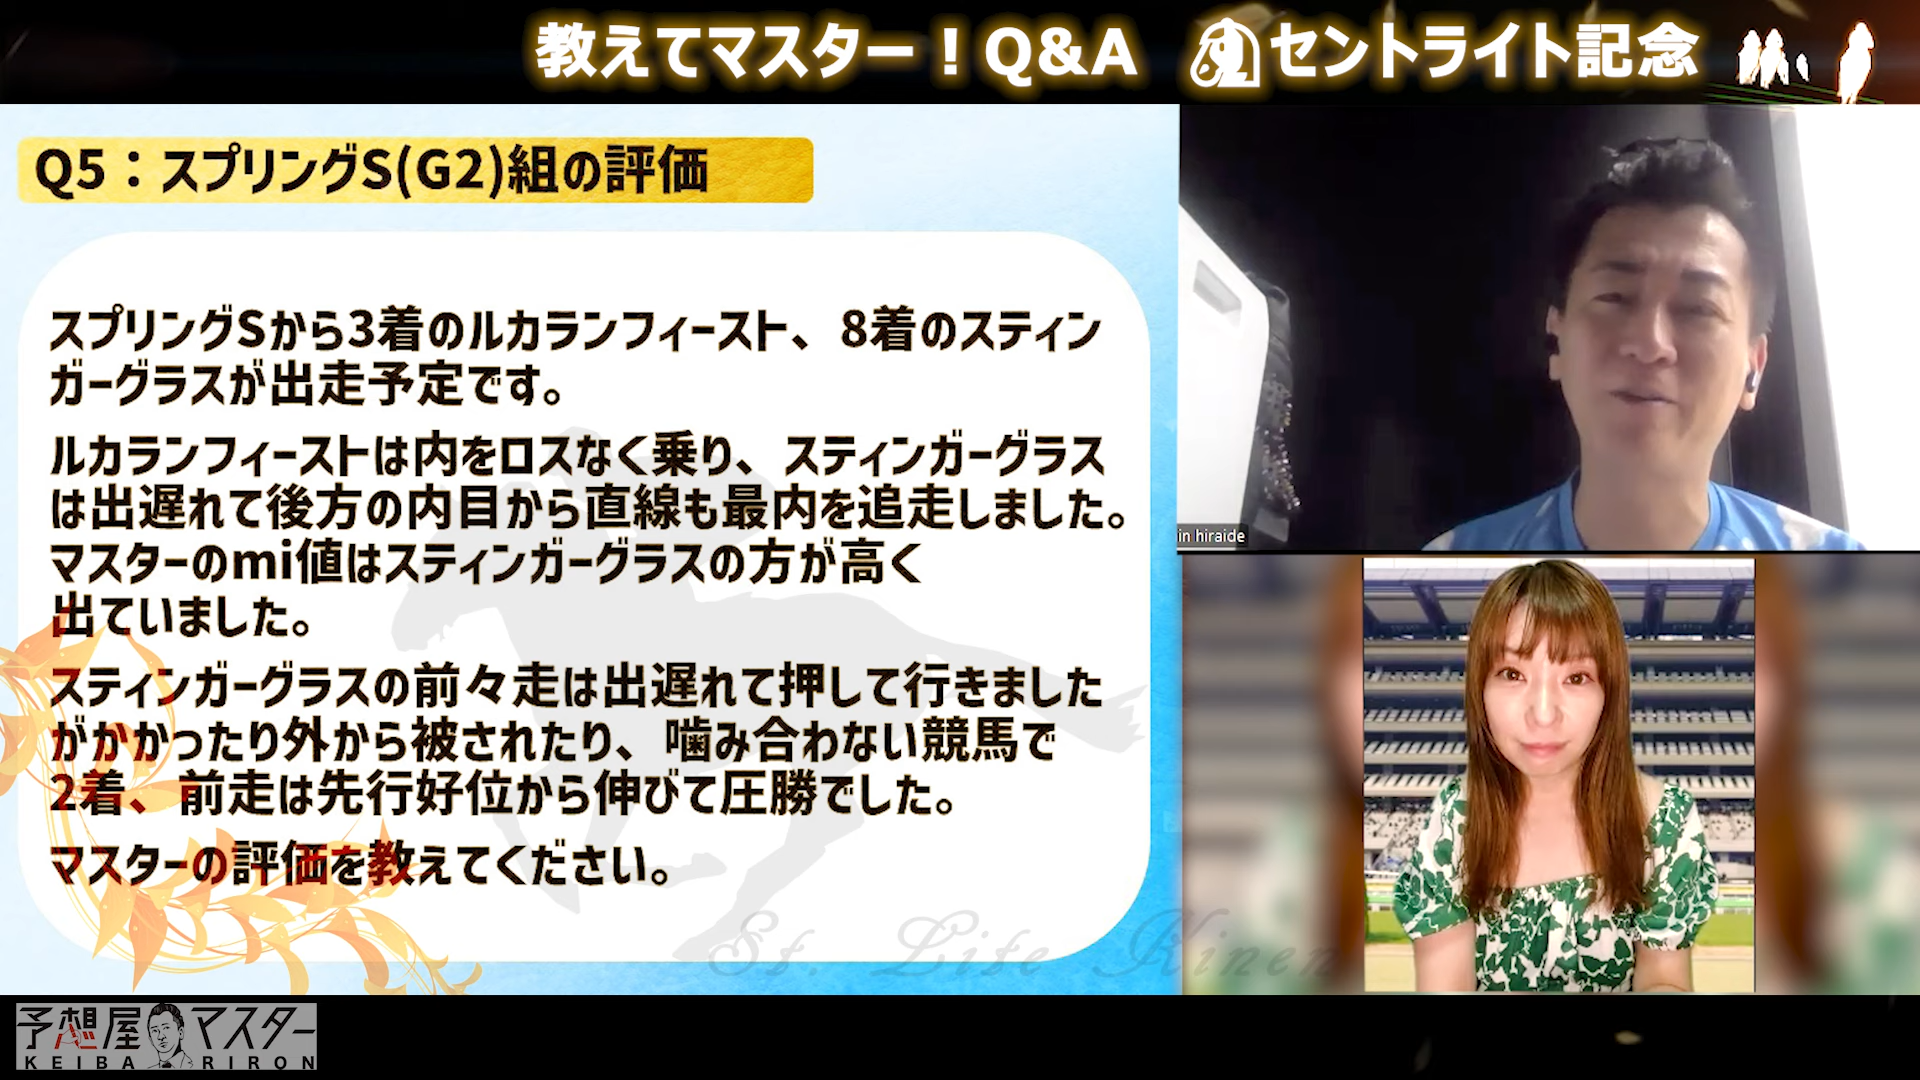 教えてマスター！Q&A セントライト記念
Q5：スプリングS(G2)組の評価
スプリングSから3着のルカランフィースト、8着のスティン
ガーグラスが出走予定です。
ルカランフィーストは内をロスなく乗り、スティンガーグラス
は出遅れて後方の内目から直線も最内を追走しました。
マスターのmi値はスティンガーグラスの方が高く
出ていました。
スティンガーグラスの前々走は出遅れて押して行きました
がかかったり外から被されたり、噛み合わない競馬で
2着、前走は先行好位から伸びて圧勝でした。
マスターの評価を教えてください。
in hiraide
St. Lite Kinen
予想屋マスター
KEIBA RIRON